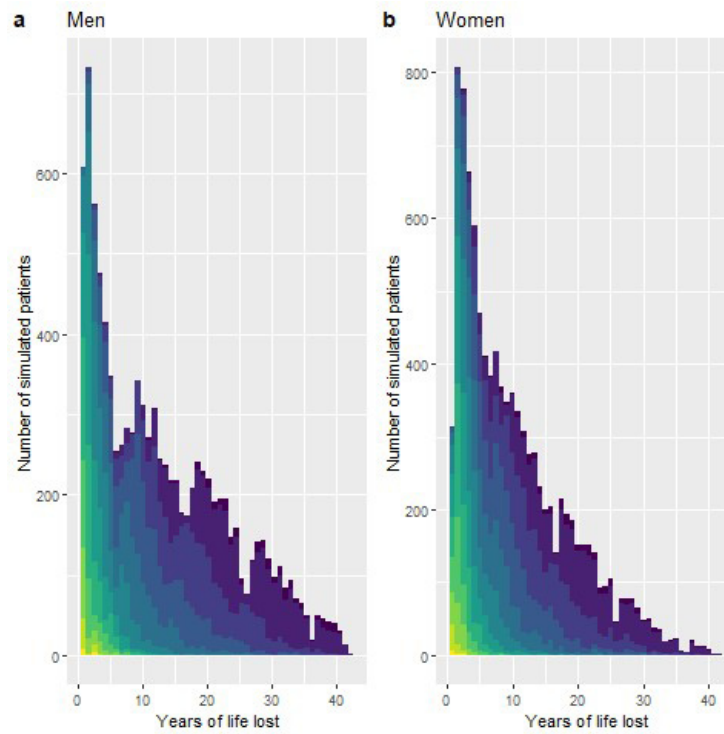 a Men
600
400
200
0
Number of simulated patients
0 10 20 30 40
Years of life lost
b Women
800
600
400
200
0
Number of simulated patients
0 10 20 30 40
Years of life lost